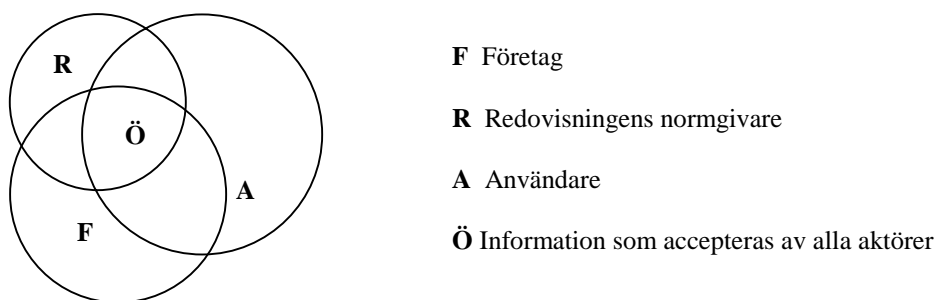 R
Ö
A
F
F Företag
R Redovisningens normgivare
A Användare
Ö Information som accepteras av alla aktörer